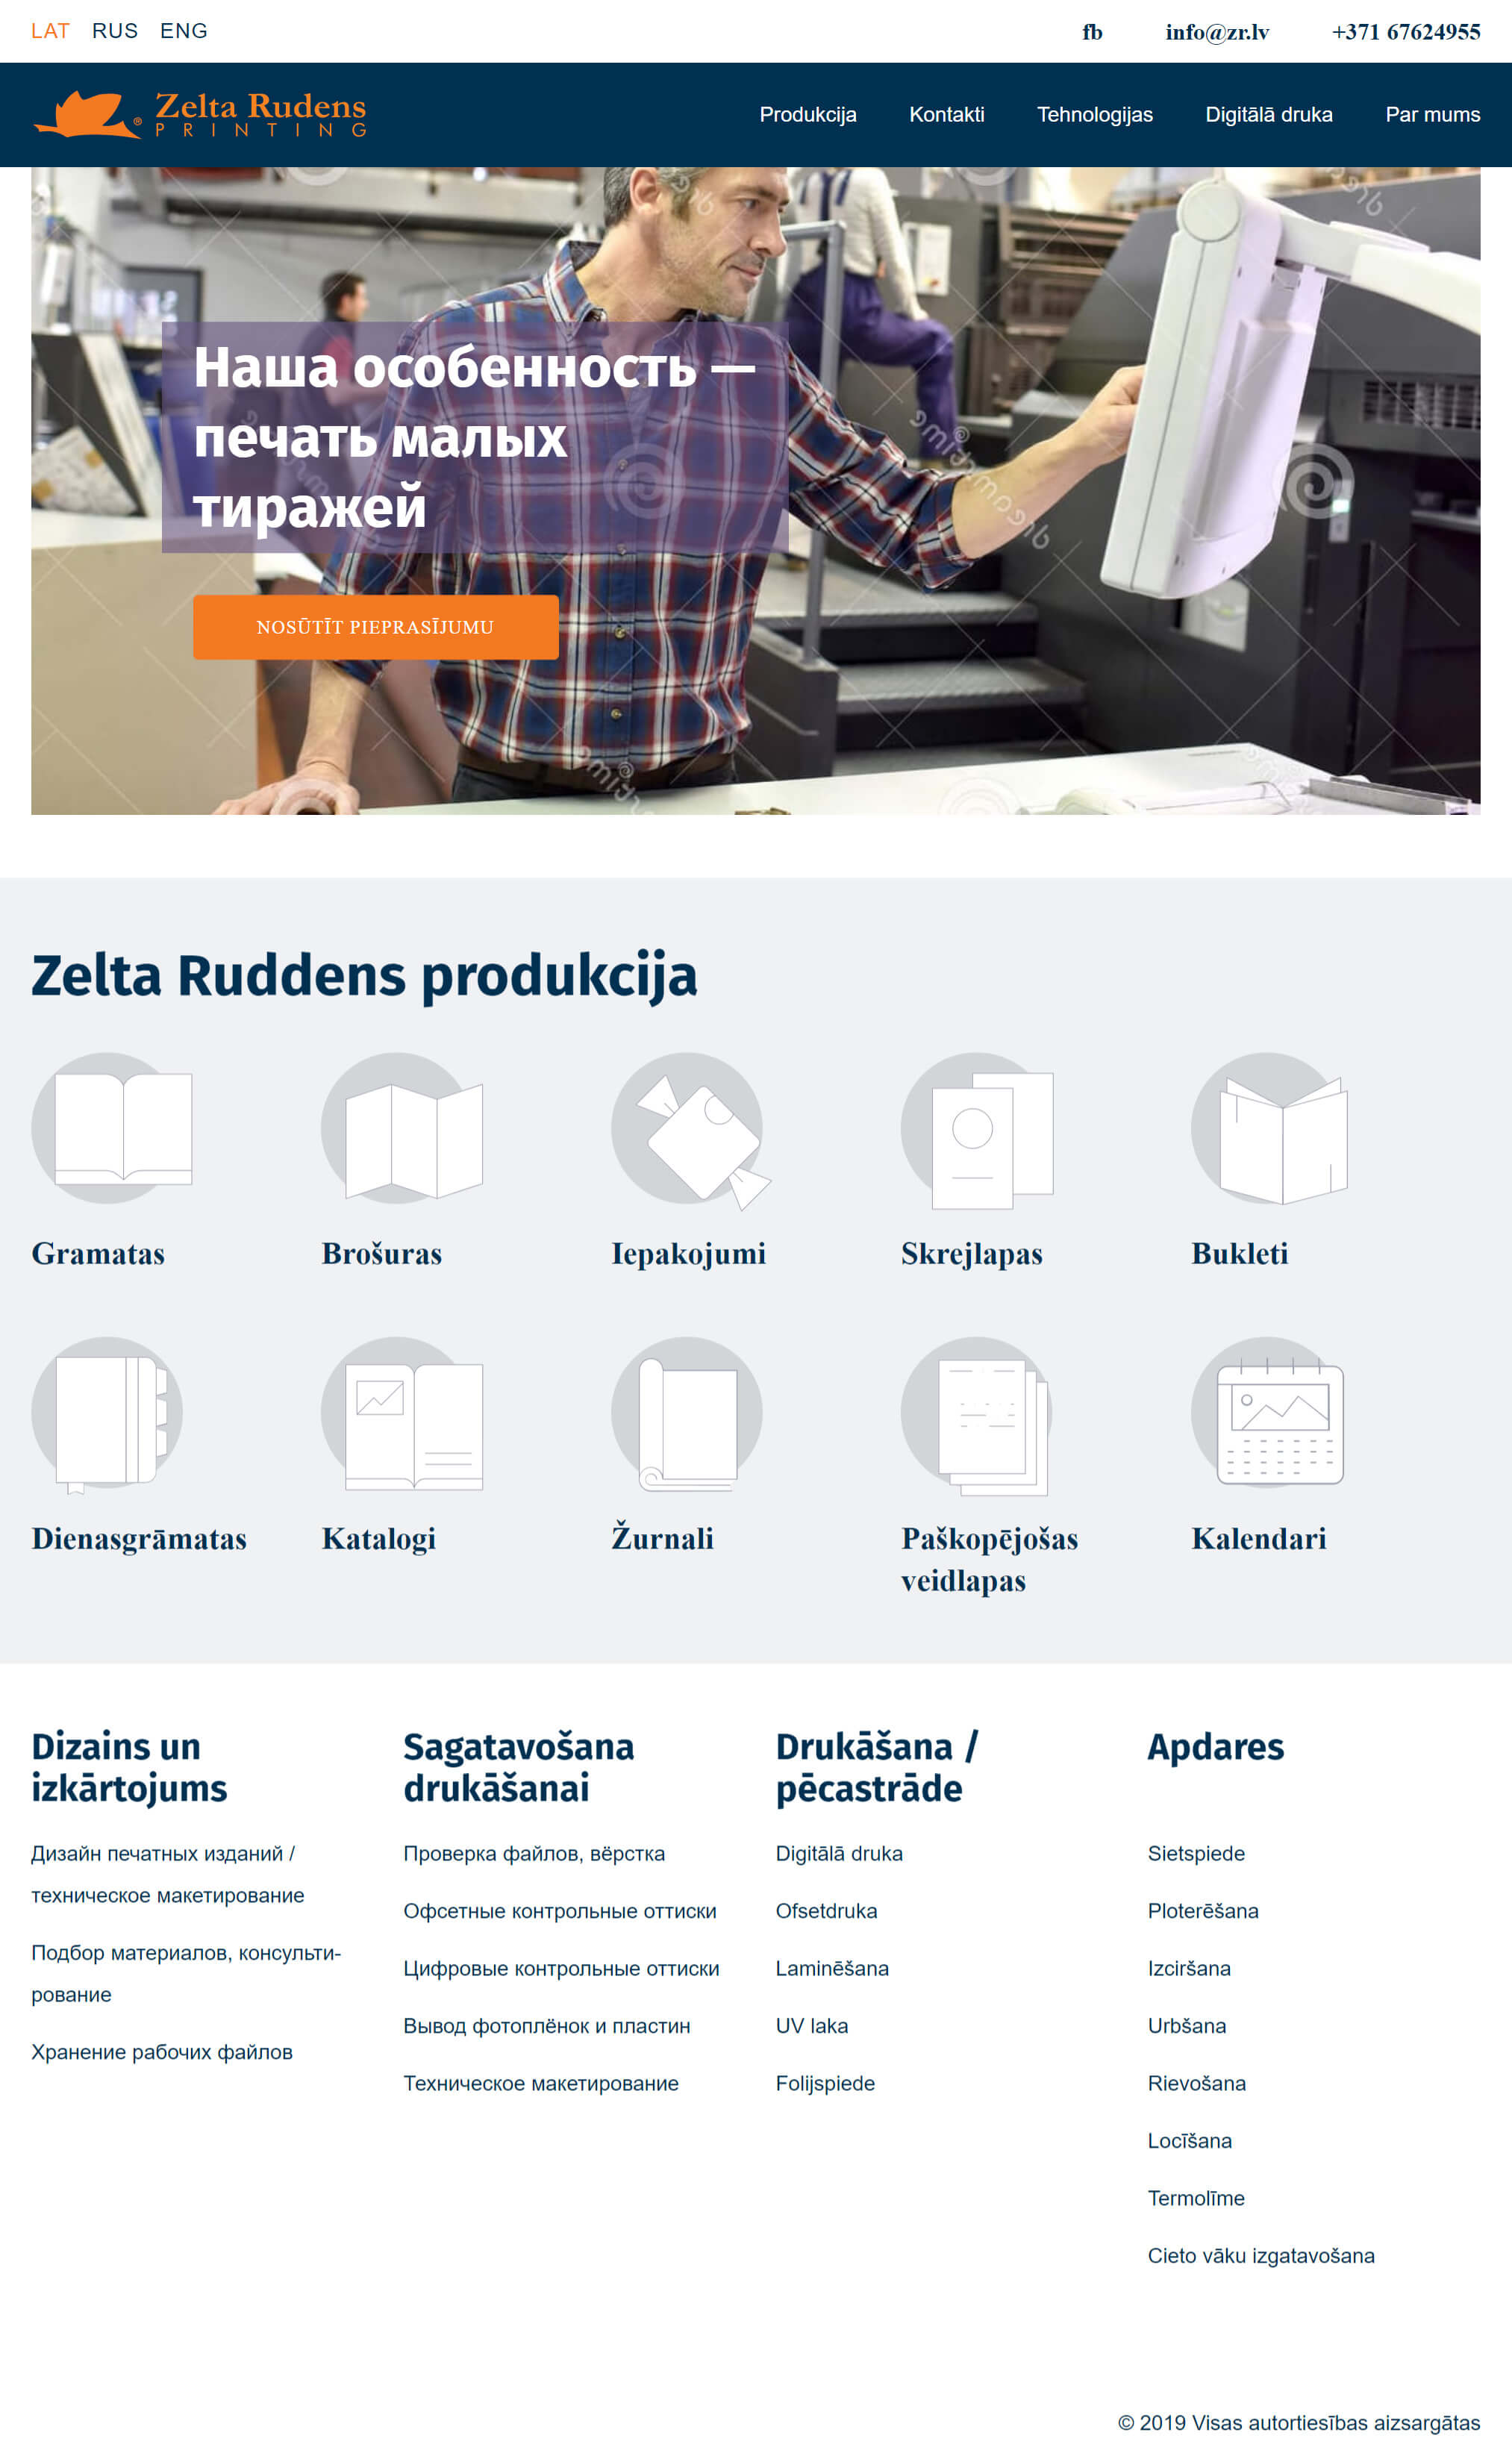 LAT RUS ENG
fb info@zr.lv +371 67624955
Zelta Rudens
®
PRINTING
Produkcija Kontakti Tehnoloģijas Digitālā druka Par mums
Наша особенность —
печать малых
тиражей
NOSŪTĪT PIEPRASĪJUMU
Zelta Ruddens produkcija
Gramatas
Brošuras
Iepakojumi
Skrejlapas
Bukleti
Dienasgrāmatas
Katalogi
Žurnali
Paškopējošas
veidlapas
Kalendari
Dizains un
izkārtojums
Дизайн печатных изданий /
техническое макетирование
Подбор материалов, консульти-
рование
Хранение рабочих файлов
Sagatavošana
drukāšanai
Проверка файлов, вёрстка
Офсетные контрольные оттиски
Цифровые контрольные оттиски
Вывод фотоплёнок и пластин
Техническое макетирование
Drukāšana /
pēcastrāde
Digitālā druka
Ofsetdruka
Laminēšana
UV laka
Folijspiede
Apdares
Sietspiede
Ploterēšana
Izciršana
Urbšana
Rievošana
Locīšana
Termolīme
Cieto vāku izgatavošana
© 2019 Visas autortiesības aizsargātas